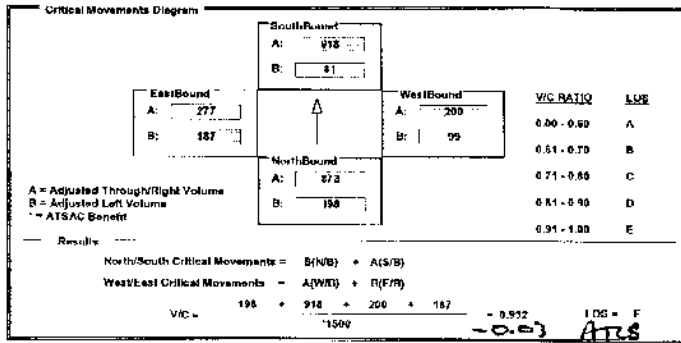 Critical Movements Diagram
SouthBound
A: 918
B: 81
EastBound
A: 277
B: 187
WestBound
A: 200
B: 99
NorthBound
A: 873
B: 198
V/C RATIO LOS
0.00 - 0.60 A
0.61 - 0.70 B
0.71 - 0.80 C
0.81 - 0.90 D
0.91 - 1.00 E
A = Adjusted Through/Right Volume
B = Adjusted Left Volume
* = ATSAC Benefit
Results
North/South Critical Movements = B(N/B) + A(S/B)
West/East Critical Movements = A(W/B) + B(E/B)
V/C = 198 + 918 + 200 + 187 = 0.932 LOS =
*1500
-0.03 ATCS